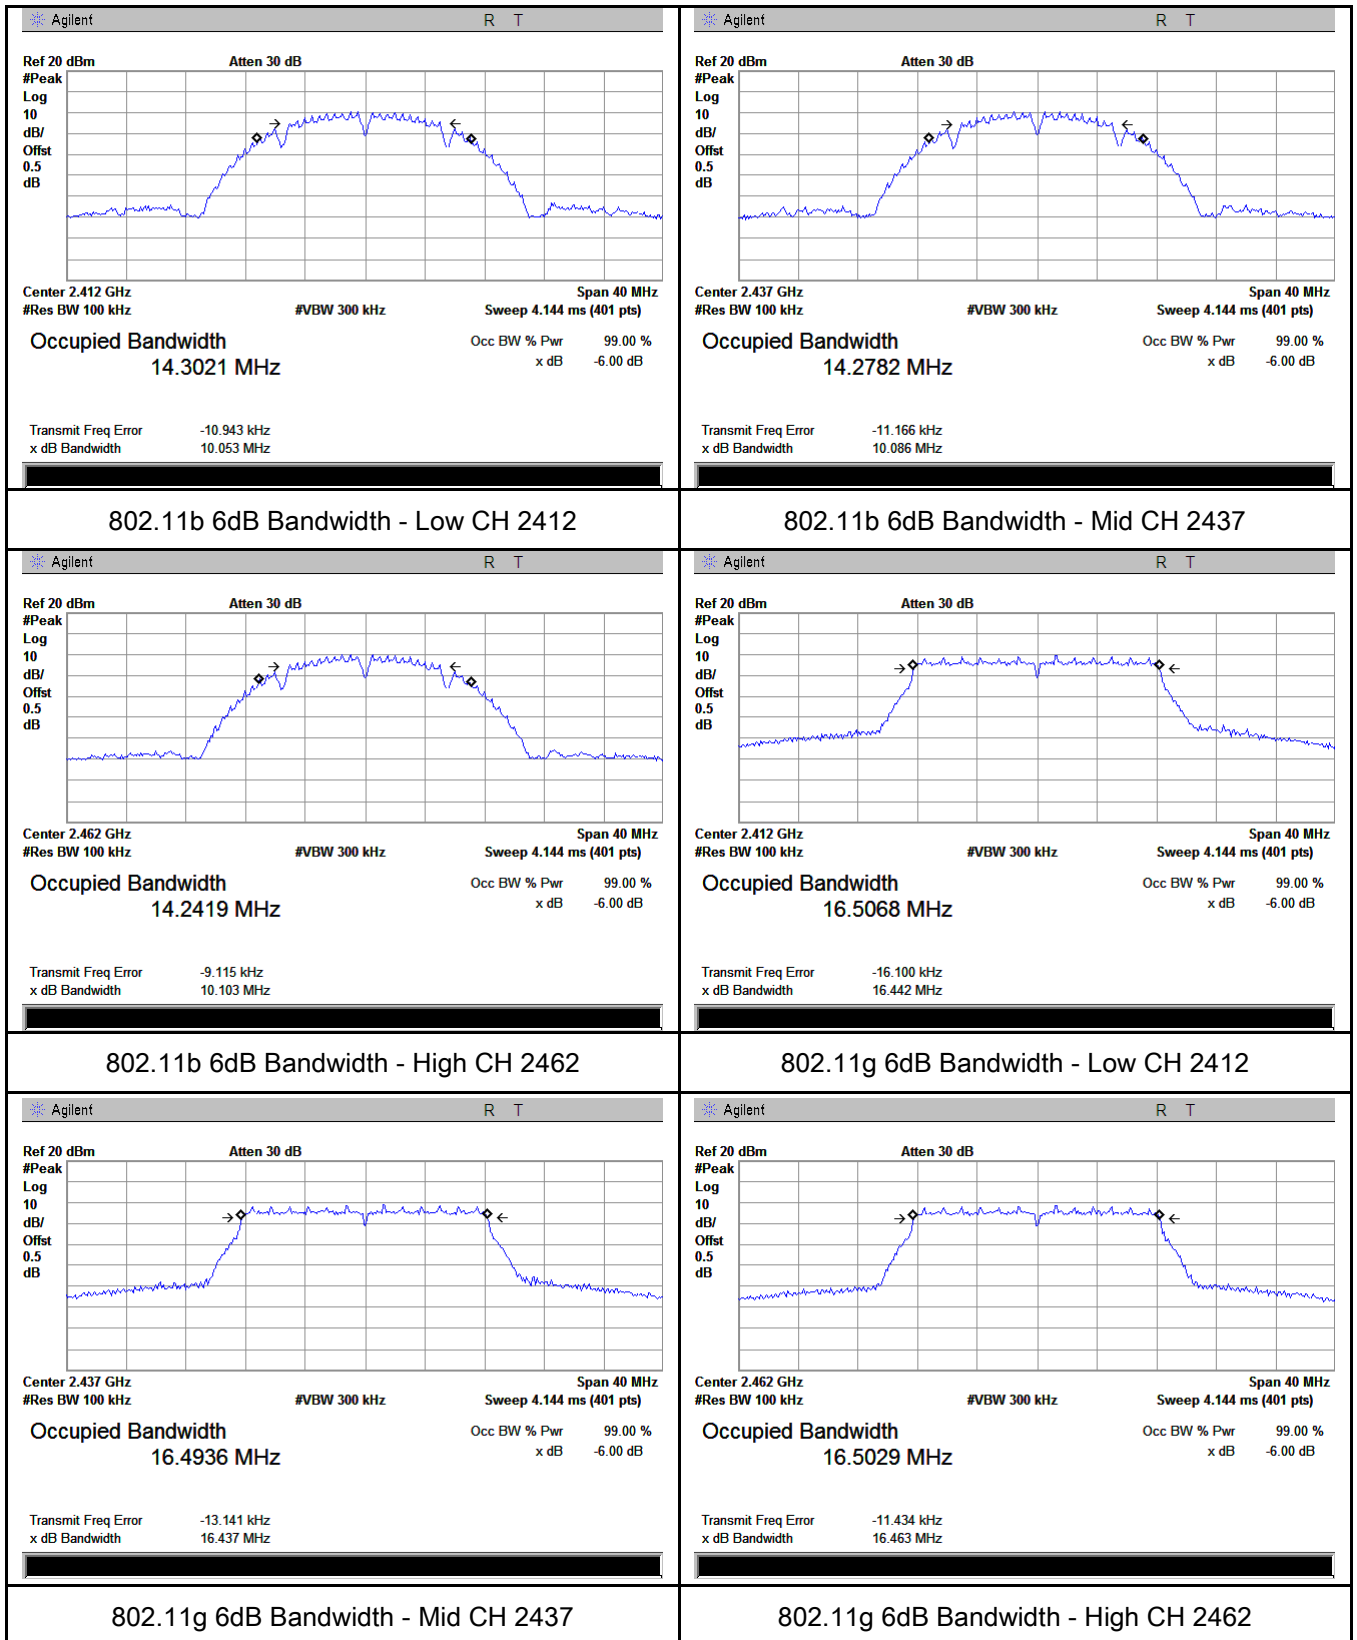 Agilent R T
Ref 20 dBm Atten 30 dB
#Peak
Log
10
dB/
Offst
0.5
dB
Center 2.412 GHz Span 40 MHz
#Res BW 100 kHz #VBW 300 kHz Sweep 4.144 ms (401 pts)
Occupied Bandwidth Occ BW % Pwr 99.00 %
14.3021 MHz x dB -6.00 dB
Transmit Freq Error -10.943 kHz
x dB Bandwidth 10.053 MHz
802.11b 6dB Bandwidth - Low CH 2412
Agilent R T
Ref 20 dBm Atten 30 dB
#Peak
Log
10
dB/
Offst
0.5
dB
Center 2.437 GHz Span 40 MHz
#Res BW 100 kHz #VBW 300 kHz Sweep 4.144 ms (401 pts)
Occupied Bandwidth Occ BW % Pwr 99.00 %
14.2782 MHz x dB -6.00 dB
Transmit Freq Error -11.166 kHz
x dB Bandwidth 10.086 MHz
802.11b 6dB Bandwidth - Mid CH 2437
Agilent R T
Ref 20 dBm Atten 30 dB
#Peak
Log
10
dB/
Offst
0.5
dB
Center 2.462 GHz Span 40 MHz
#Res BW 100 kHz #VBW 300 kHz Sweep 4.144 ms (401 pts)
Occupied Bandwidth Occ BW % Pwr 99.00 %
14.2419 MHz x dB -6.00 dB
Transmit Freq Error -9.115 kHz
x dB Bandwidth 10.103 MHz
802.11b 6dB Bandwidth - High CH 2462
Agilent R T
Ref 20 dBm Atten 30 dB
#Peak
Log
10
dB/
Offst
0.5
dB
Center 2.412 GHz Span 40 MHz
#Res BW 100 kHz #VBW 300 kHz Sweep 4.144 ms (401 pts)
Occupied Bandwidth Occ BW % Pwr 99.00 %
16.5068 MHz x dB -6.00 dB
Transmit Freq Error -16.100 kHz
x dB Bandwidth 16.442 MHz
802.11g 6dB Bandwidth - Low CH 2412
Agilent R T
Ref 20 dBm Atten 30 dB
#Peak
Log
10
dB/
Offst
0.5
dB
Center 2.437 GHz Span 40 MHz
#Res BW 100 kHz #VBW 300 kHz Sweep 4.144 ms (401 pts)
Occupied Bandwidth Occ BW % Pwr 99.00 %
16.4936 MHz x dB -6.00 dB
Transmit Freq Error -13.141 kHz
x dB Bandwidth 16.437 MHz
802.11g 6dB Bandwidth - Mid CH 2437
Agilent R T
Ref 20 dBm Atten 30 dB
#Peak
Log
10
dB/
Offst
0.5
dB
Center 2.462 GHz Span 40 MHz
#Res BW 100 kHz #VBW 300 kHz Sweep 4.144 ms (401 pts)
Occupied Bandwidth Occ BW % Pwr 99.00 %
16.5029 MHz x dB -6.00 dB
Transmit Freq Error -11.434 kHz
x dB Bandwidth 16.463 MHz
802.11g 6dB Bandwidth - High CH 2462